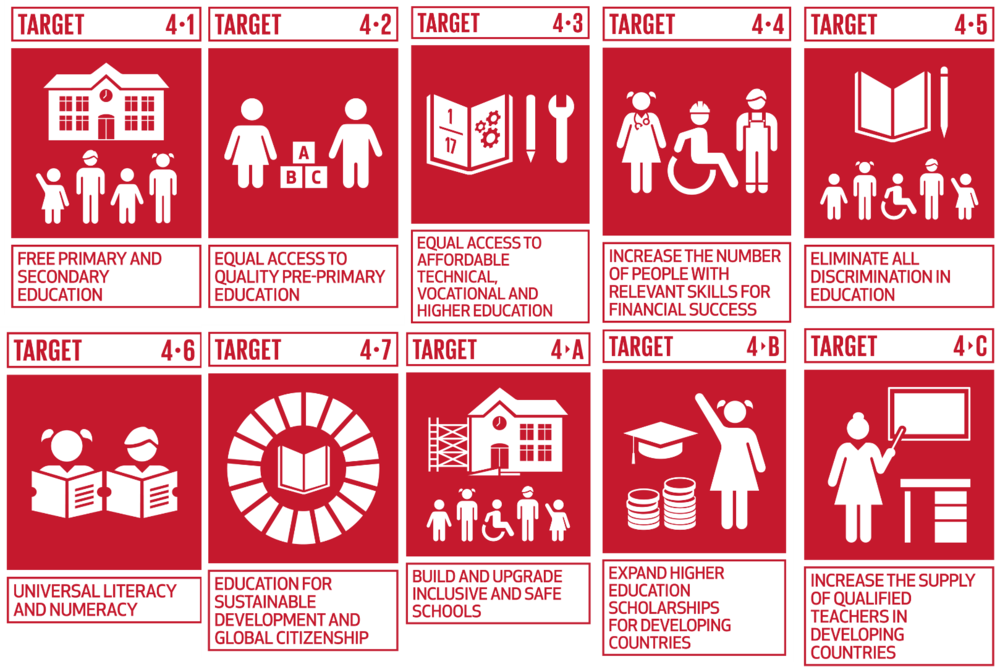 TARGET 4·1
TARGET 4·2
TARGET 4·3
TARGET 4·4
TARGET 4·5
A
B C
1
17
FREE PRIMARY AND
SECONDARY
EDUCATION
EQUAL ACCESS TO
QUALITY PRE-PRIMARY
EDUCATION
EQUAL ACCESS TO
AFFORDABLE
TECHNICAL,
VOCATIONAL AND
HIGHER EDUCATION
INCREASE THE NUMBER
OF PEOPLE WITH
RELEVANT SKILLS FOR
FINANCIAL SUCCESS
ELIMINATE ALL
DISCRIMINATION IN
EDUCATION
TARGET 4·6
TARGET 4·7
TARGET 4‣A
TARGET 4‣B
TARGET 4‣C
UNIVERSAL LITERACY
AND NUMERACY
EDUCATION FOR
SUSTAINABLE
DEVELOPMENT AND
GLOBAL CITIZENSHIP
BUILD AND UPGRADE
INCLUSIVE AND SAFE
SCHOOLS
EXPAND HIGHER
EDUCATION
SCHOLARSHIPS
FOR DEVELOPING
COUNTRIES
INCREASE THE SUPPLY
OF QUALIFIED
TEACHERS IN
DEVELOPING
COUNTRIES